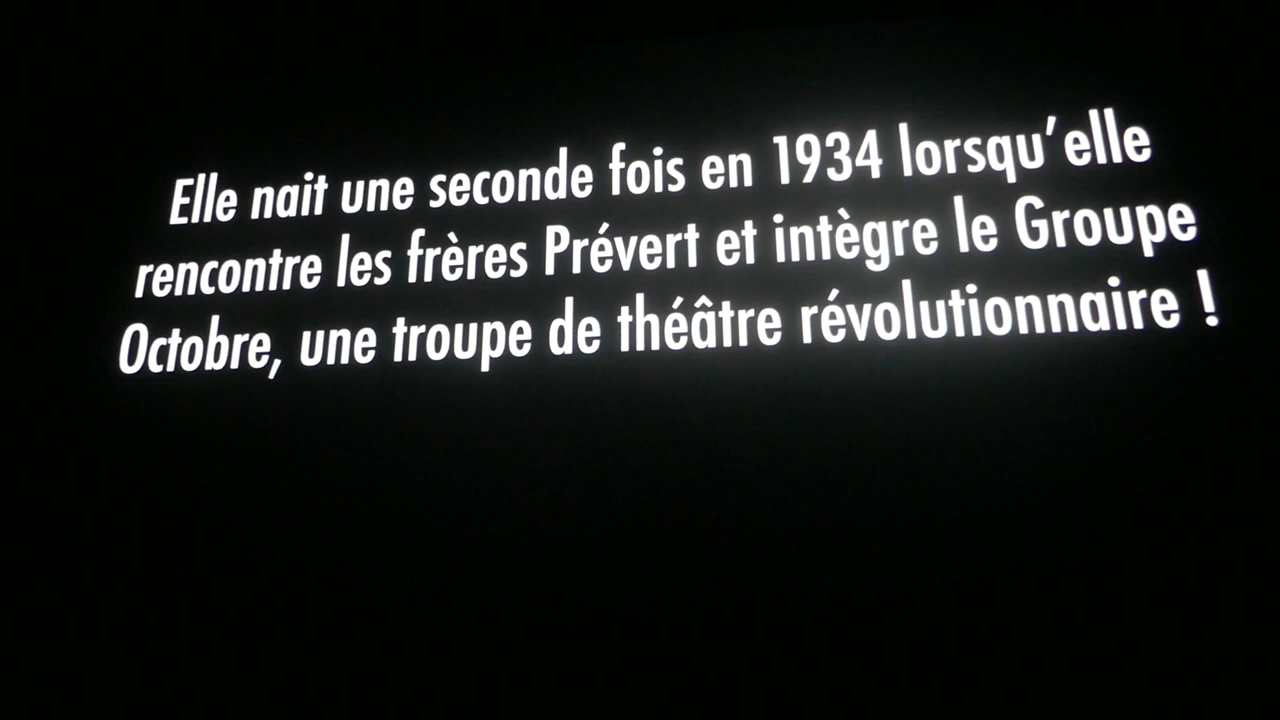 Elle nait une seconde fois en 1934 lorsqu’elle
rencontre les frères Prévert et intègre le Groupe
Octobre, une troupe de théâtre révolutionnaire !